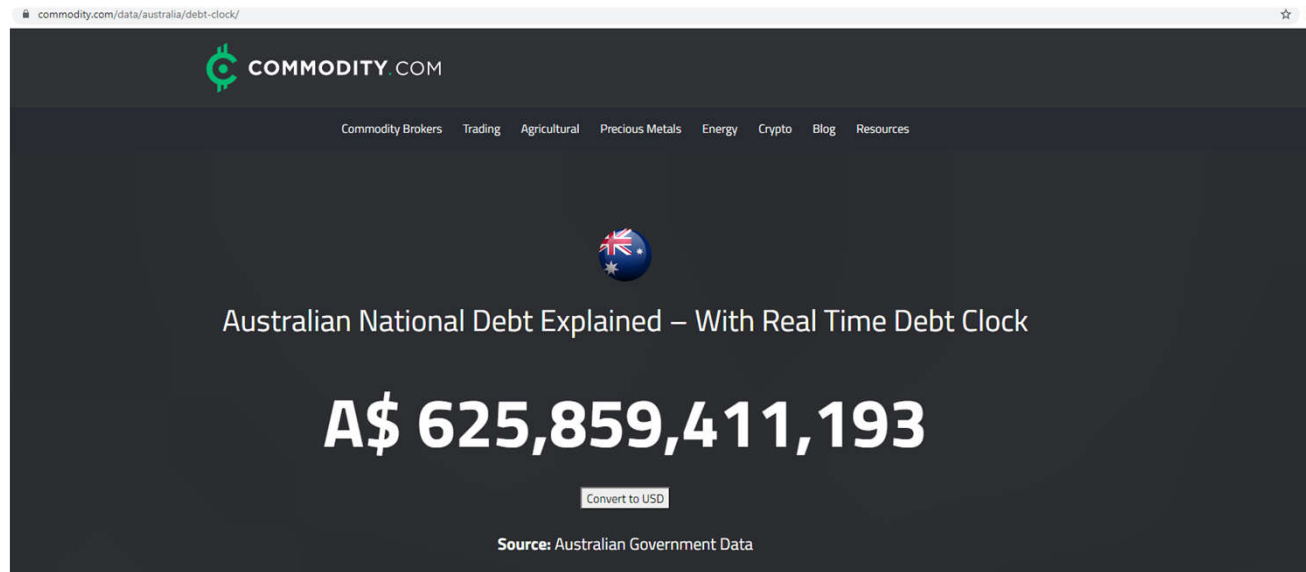 commodity.com/data/australia/debt-clock/
COMMODITY.COM
Commodity Brokers Trading Agricultural Precious Metals Energy Crypto Blog Resources
Australian National Debt Explained – With Real Time Debt Clock
A$ 625,859,411,193
Convert to USD
Source: Australian Government Data